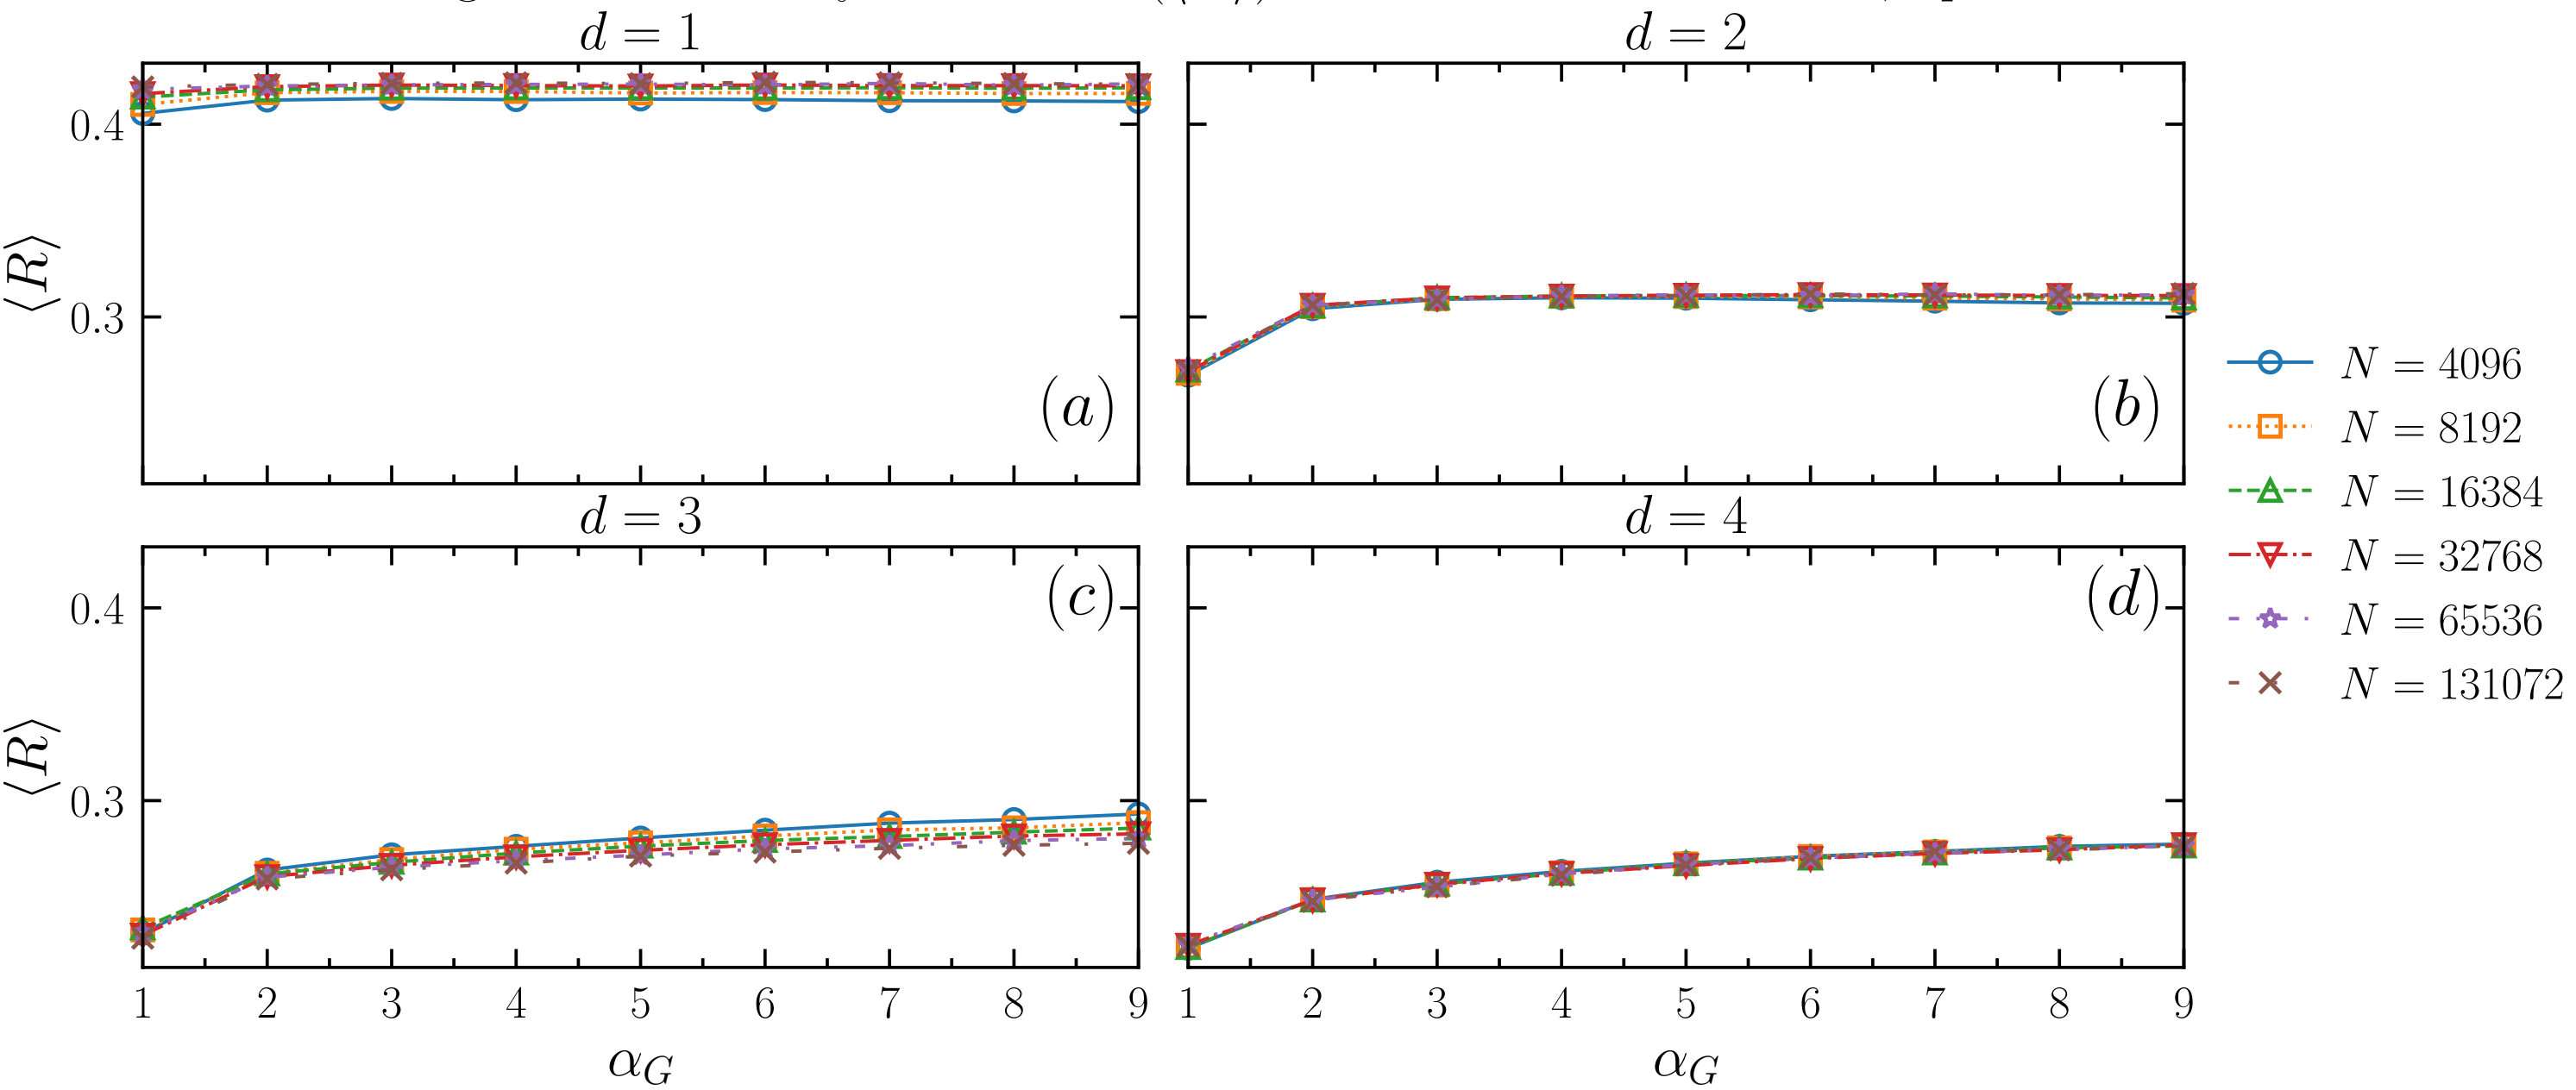 d = 1
d = 2
0.4
0.3
⟨R⟩
(a)
(b)
d = 3
d = 4
0.4
0.3
⟨R⟩
(c)
(d)
1 2 3 4 5 6 7 8 9
1 2 3 4 5 6 7 8 9
α_G
α_G
N = 4096
N = 8192
N = 16384
N = 32768
N = 65536
N = 131072